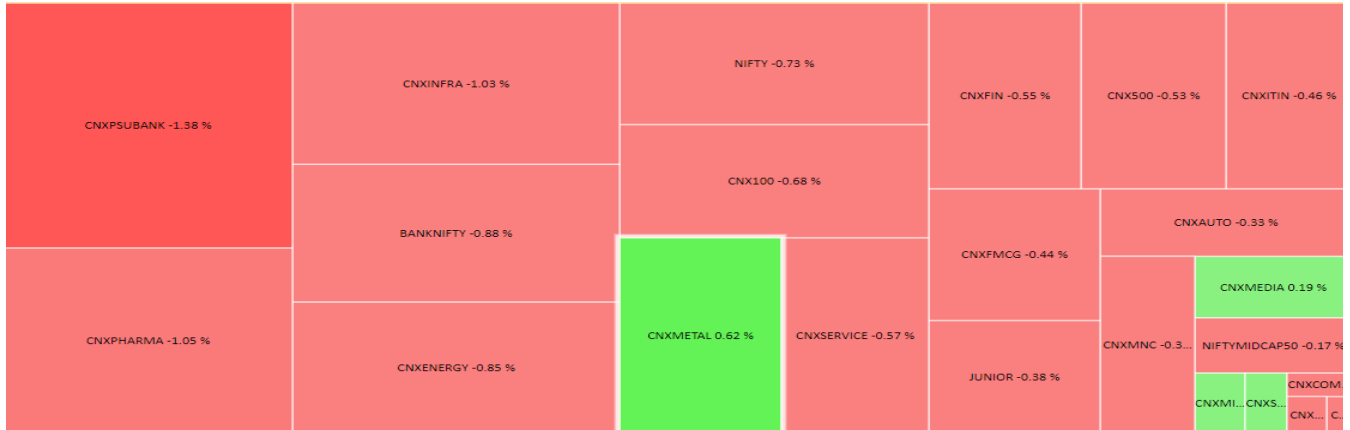 CNXPSUBANK -1.38 %
CNXPHARMA -1.05 %
CNXINFRA -1.03 %
BANKNIFTY -0.88 %
CNXENERGY -0.85 %
NIFTY -0.73 %
CNX100 -0.68 %
CNXMETAL 0.62 %
CNXSERVICE -0.57 %
CNXFIN -0.55 %
CNX500 -0.53 %
CNXITIN -0.46 %
CNXFMCG -0.44 %
JUNIOR -0.38 %
CNXAUTO -0.33 %
CNXMNC -0.3...
CNXMEDIA 0.19 %
NIFTYMIDCAP50 -0.17 %
CNXMI...
CNXS...
CNXCOM...
CNX...
C...